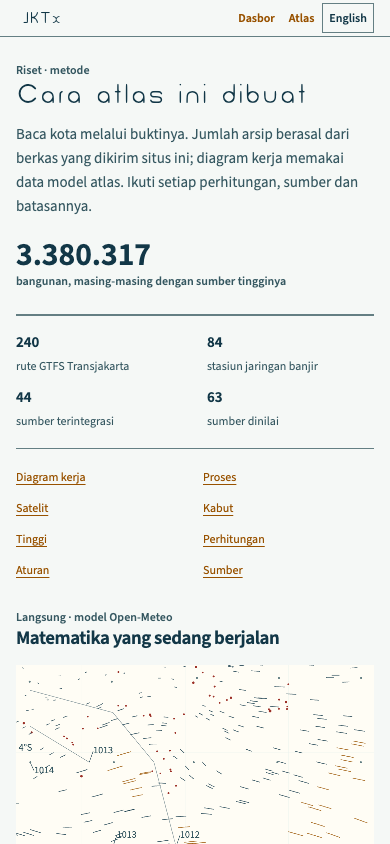 JKTx
Dasbor
Atlas
English
Riset · metode
Cara atlas ini dibuat
Baca kota melalui buktinya. Jumlah arsip berasal dari
berkas yang dikirim situs ini; diagram kerja memakai
data model atlas. Ikuti setiap perhitungan, sumber dan
batasannya.
3.380.317
bangunan, masing-masing dengan sumber tingginya
240
84
rute GTFS Transjakarta
stasiun jaringan banjir
44
63
sumber terintegrasi
sumber dinilai
Diagram kerja
Proses
Satelit
Kabut
Tinggi
Perhitungan
Aturan
Sumber
Langsung · model Open-Meteo
Matematika yang sedang berjalan
4°S
1013
1014
1013
1012